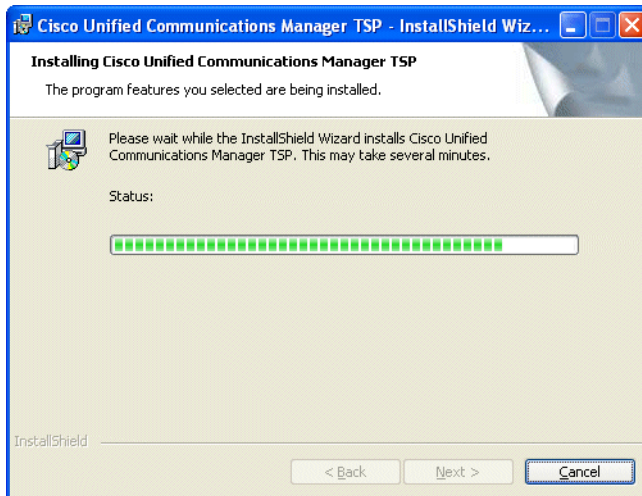 Cisco Unified Communications Manager TSP - InstallShield Wiz...
Installing Cisco Unified Communications Manager TSP
The program features you selected are being installed.
Please wait while the InstallShield Wizard installs Cisco Unified
Communications Manager TSP. This may take several minutes.
Status:
InstallShield
< Back
Next >
Cancel